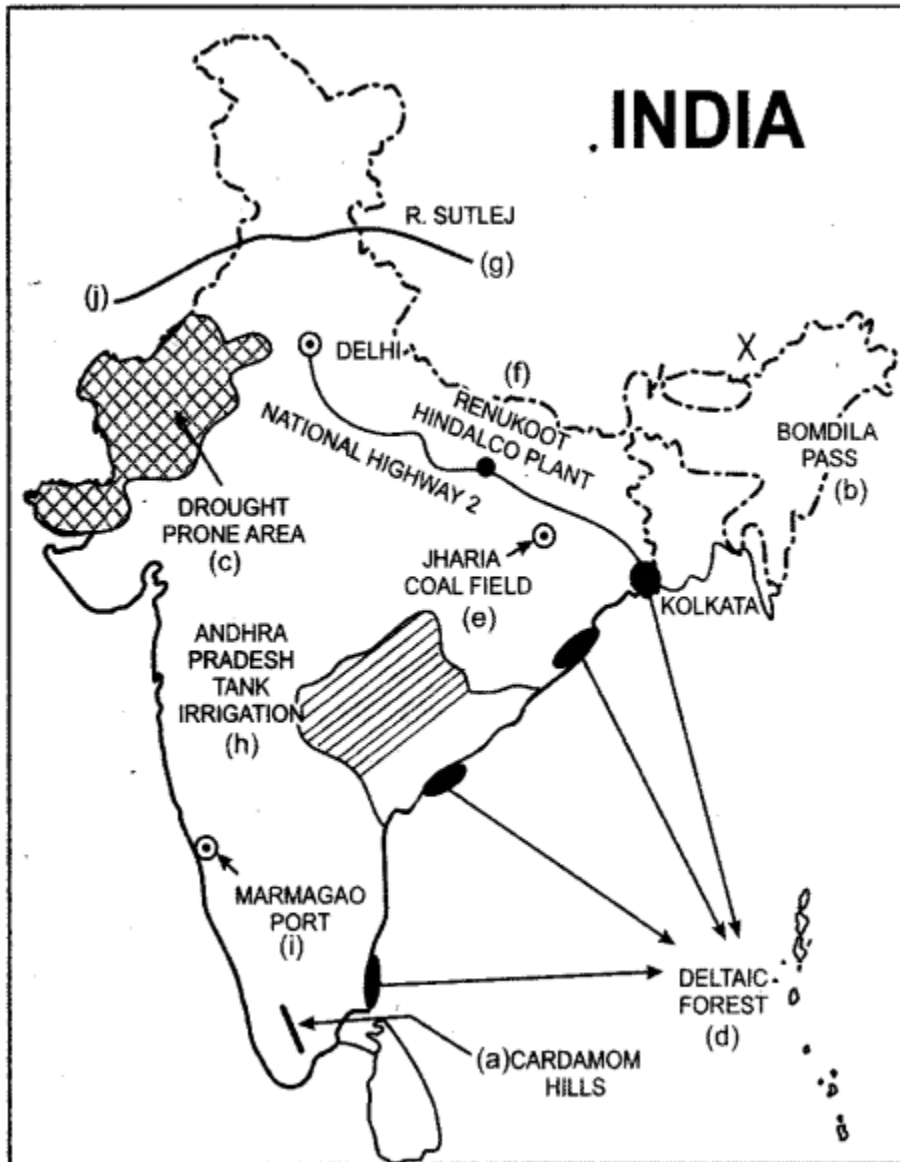 INDIA
R. SUTLEJ
(g)
(j)
DELHI
X
(f)
RENUKOOT
HINDALCO PLANT
NATIONAL HIGHWAY 2
BOMDILA
PASS
(b)
DROUGHT
PRONE AREA
(c)
JHARIA
COAL FIELD
(e)
KOLKATA
ANDHRA
PRADESH
TANK
IRRIGATION
(h)
MARMAGAO
PORT
(i)
DELTAIC
FOREST
(d)
(a) CARDAMOM
HILLS